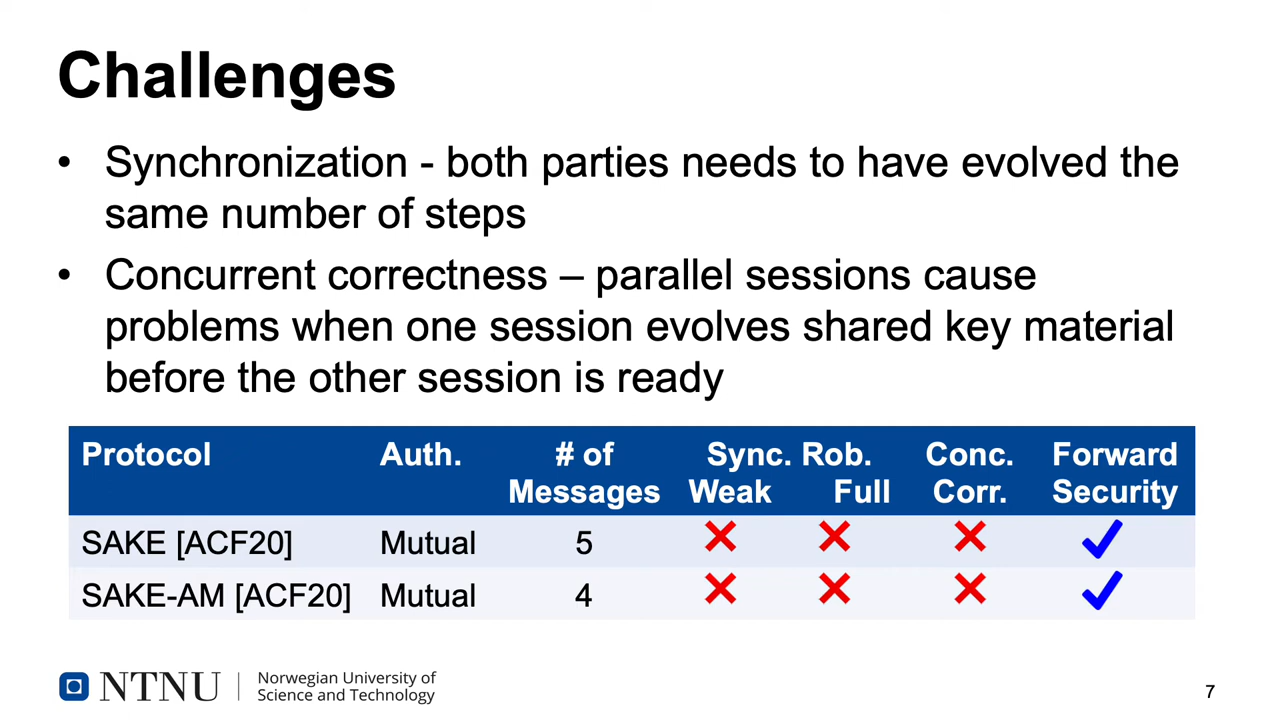 Challenges
• Synchronization - both parties needs to have evolved the
same number of steps
• Concurrent correctness – parallel sessions cause
problems when one session evolves shared key material
before the other session is ready
Protocol Auth. # of Messages Sync. Rob. Weak Full Conc. Corr. Forward Security
SAKE [ACF20] Mutual 5 ✕ ✕ ✕ ✓
SAKE-AM [ACF20] Mutual 4 ✕ ✕ ✕ ✓
NTNU
Norwegian University of
Science and Technology
7